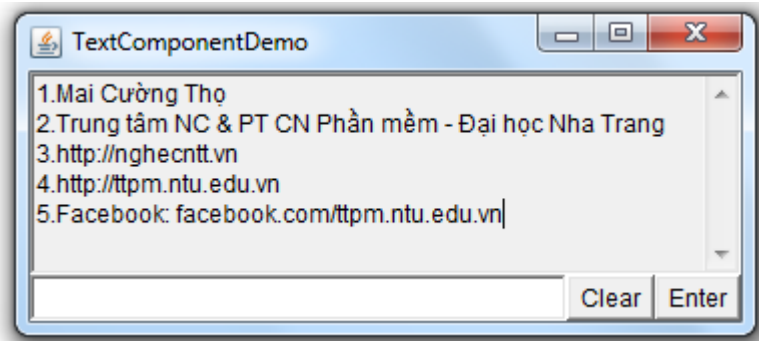 TextComponentDemo
1.Mai Cường Thọ
2.Trung tâm NC & PT CN Phần mềm - Đại học Nha Trang
3.http://nghecntt.vn
4.http://ttpm.ntu.edu.vn
5.Facebook: facebook.com/ttpm.ntu.edu.vn
Clear Enter